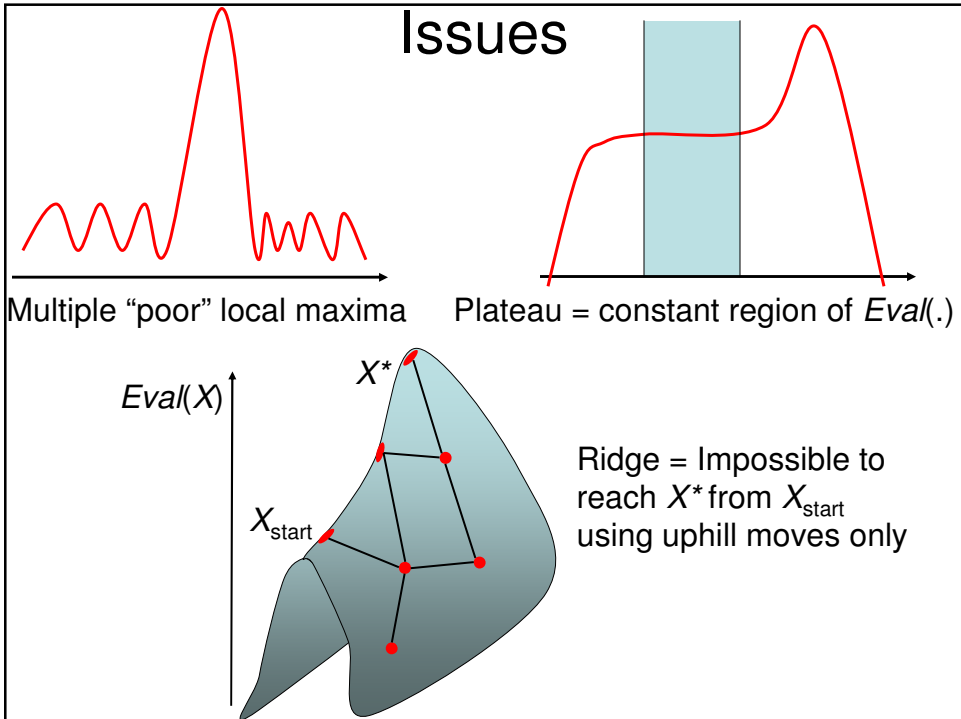 Issues
Multiple “poor” local maxima
Plateau = constant region of Eval(.)
X*
Eval(X)
Ridge = Impossible to
reach X* from Xstart
using uphill moves only
Xstart